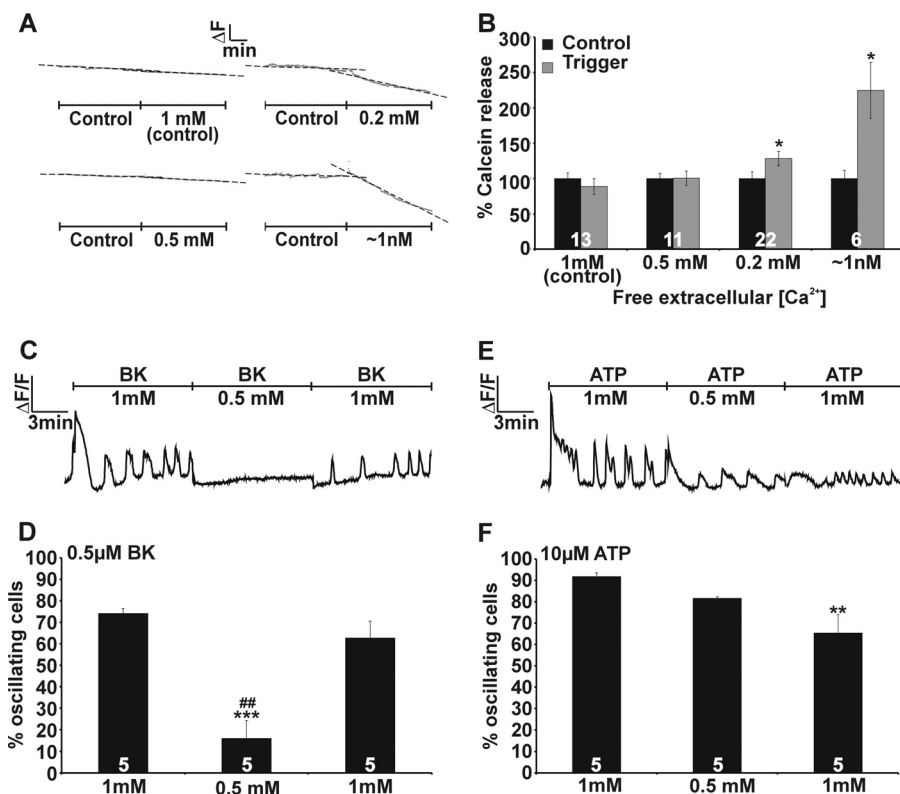 A
ΔF
min
Control 1 mM
(control)
Control 0.2 mM
Control 0.5 mM
Control ~1nM
B
% Calcein release
300
250
200
150
100
50
0
Control
Trigger
*
*
13 11 22 6
1mM 0.5 mM 0.2 mM ~1nM
(control)
Free extracellular [Ca²⁺]
C
ΔF/F
3min
BK BK BK
1mM 0.5 mM 1mM
E
ΔF/F
3min
ATP ATP ATP
1mM 0.5 mM 1mM
D
0.5µM BK
% oscillating cells
100
90
80
70
60
50
40
30
20
10
0
##
***
5 5 5
1mM 0.5 mM 1mM
F
10µM ATP
% oscillating cells
100
90
80
70
60
50
40
30
20
10
0
**
5 5 5
1mM 0.5 mM 1mM